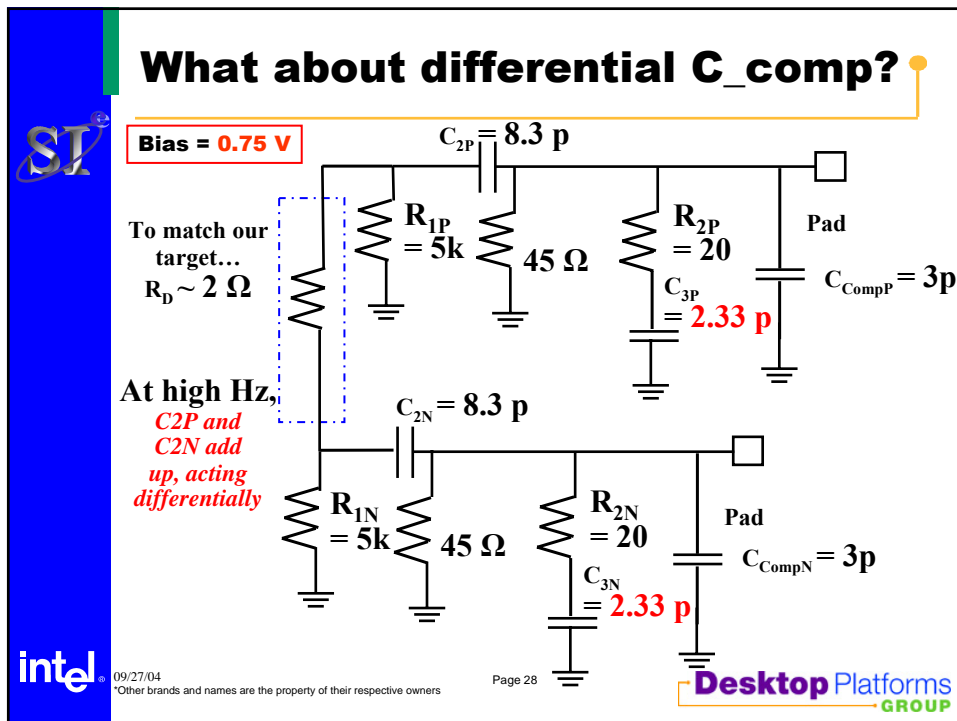 What about differential C_comp?
SI
Bias = 0.75 V
C2P = 8.3 p
To match our
target…
RD ~ 2 Ω
R1P
= 5k
45 Ω
R2P
= 20
C3P
= 2.33 p
Pad
CCompP = 3p
At high Hz,
C2P and
C2N add
up, acting
differentially
C2N = 8.3 p
R1N
= 5k
45 Ω
R2N
= 20
C3N
= 2.33 p
Pad
CCompN = 3p
intel®
09/27/04
*Other brands and names are the property of their respective owners
Page 28
Desktop Platforms
GROUP